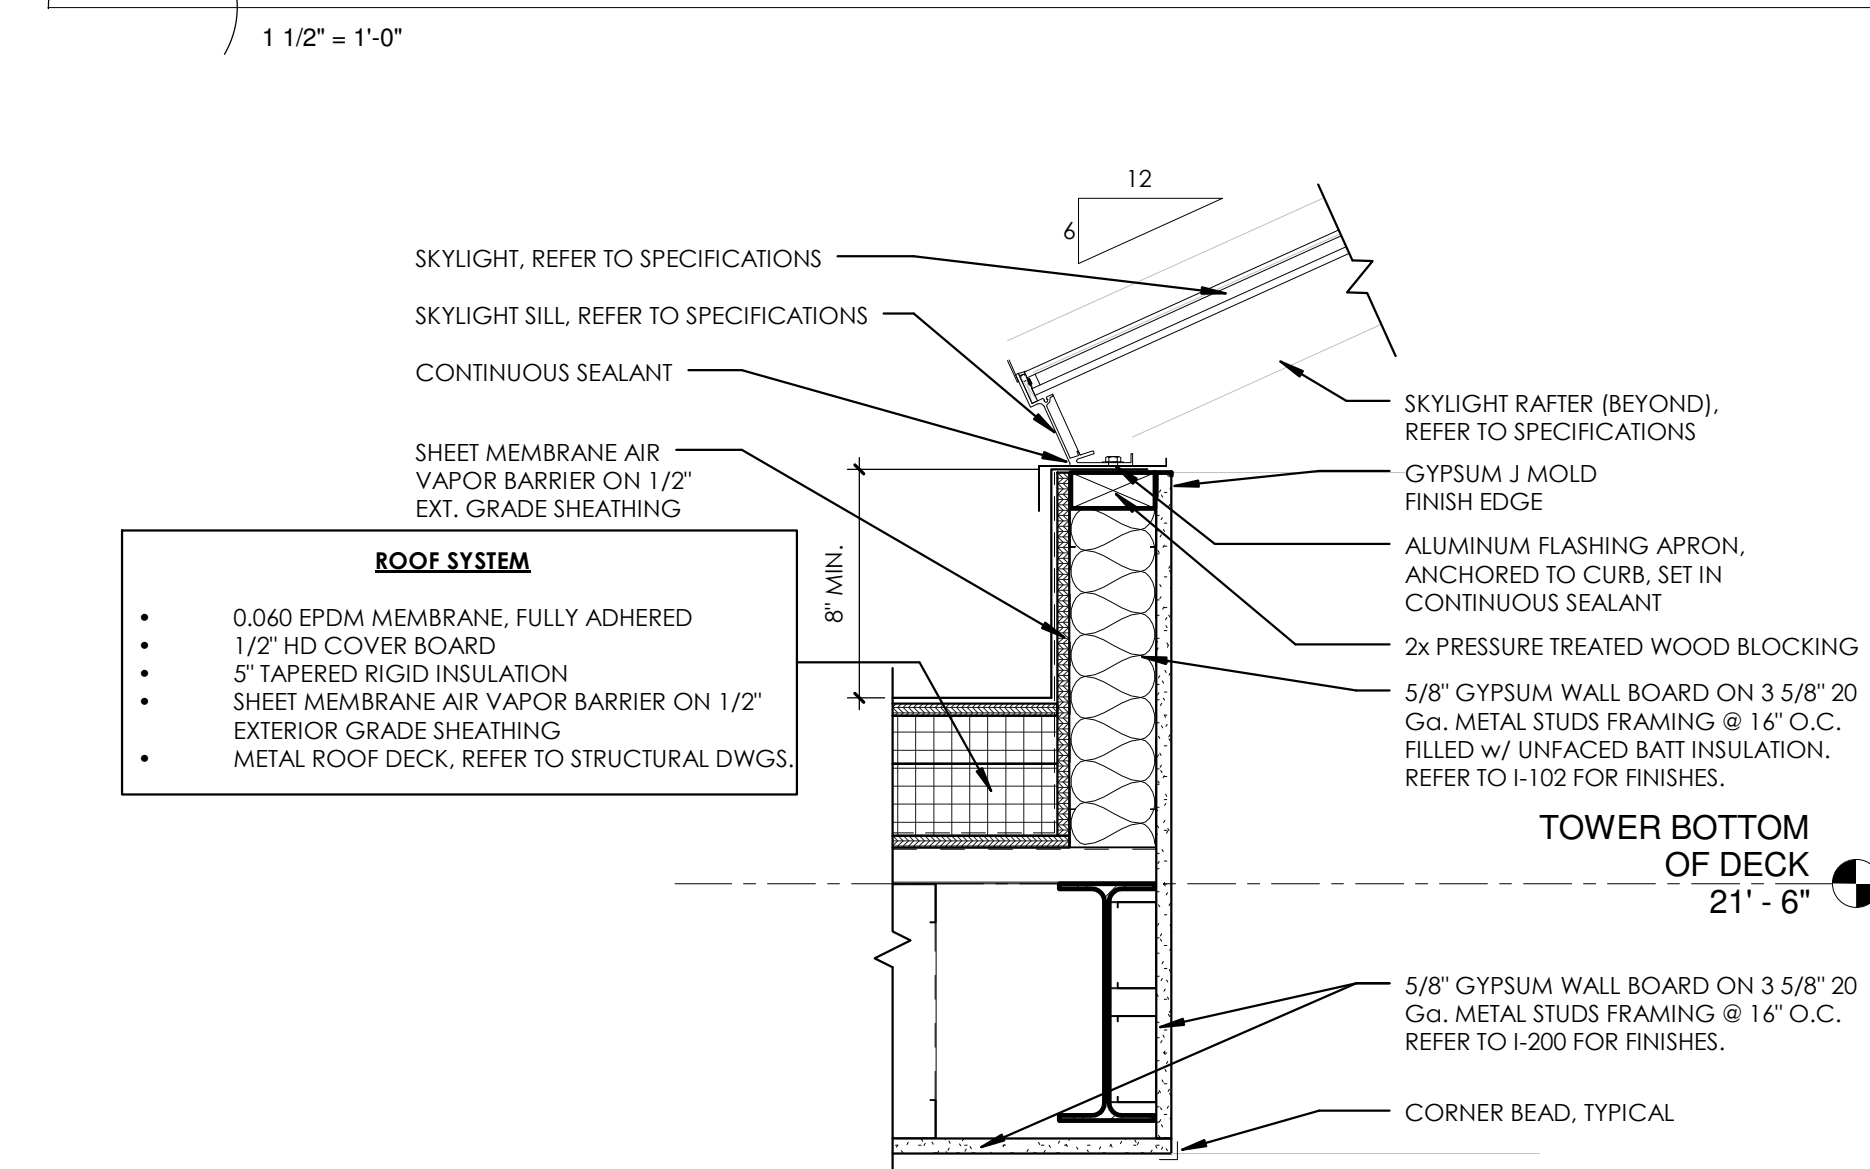 1 1/2" = 1'-0"
12
6
SKYLIGHT, REFER TO SPECIFICATIONS
SKYLIGHT SILL, REFER TO SPECIFICATIONS
CONTINUOUS SEALANT
SHEET MEMBRANE AIR
VAPOR BARRIER ON 1/2"
EXT. GRADE SHEATHING
ROOF SYSTEM
• 0.060 EPDM MEMBRANE, FULLY ADHERED
• 1/2" HD COVER BOARD
• 5" TAPERED RIGID INSULATION
• SHEET MEMBRANE AIR VAPOR BARRIER ON 1/2"
EXTERIOR GRADE SHEATHING
• METAL ROOF DECK, REFER TO STRUCTURAL DWGS.
8" MIN.
SKYLIGHT RAFTER (BEYOND),
REFER TO SPECIFICATIONS
GYPSUM J MOLD
FINISH EDGE
ALUMINUM FLASHING APRON,
ANCHORED TO CURB, SET IN
CONTINUOUS SEALANT
2x PRESSURE TREATED WOOD BLOCKING
5/8" GYPSUM WALL BOARD ON 3 5/8" 20
Ga. METAL STUDS FRAMING @ 16" O.C.
FILLED w/ UNFACED BATT INSULATION.
REFER TO I-102 FOR FINISHES.
TOWER BOTTOM
OF DECK
21' - 6"
5/8" GYPSUM WALL BOARD ON 3 5/8" 20
Ga. METAL STUDS FRAMING @ 16" O.C.
REFER TO I-200 FOR FINISHES.
CORNER BEAD, TYPICAL